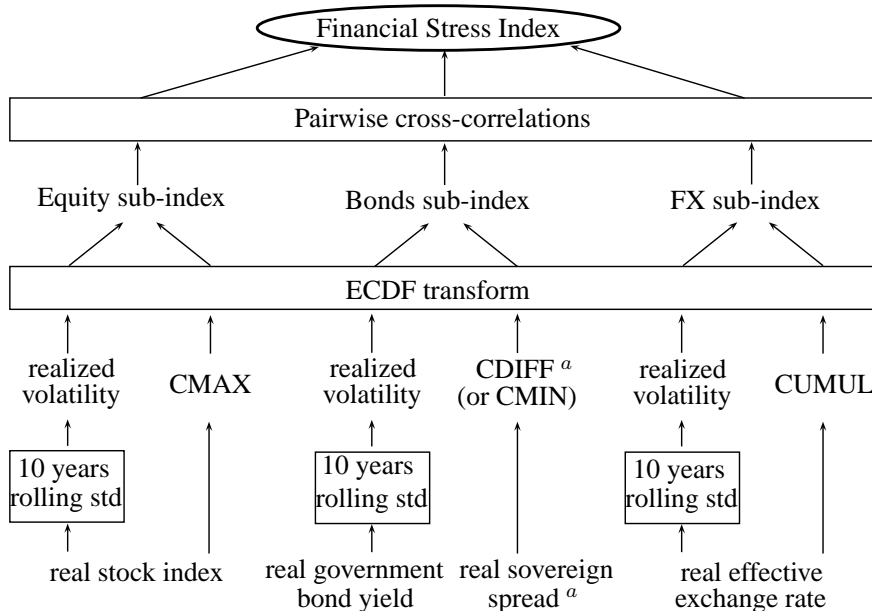 Financial Stress Index
Pairwise cross-correlations
Equity sub-index
Bonds sub-index
FX sub-index
ECDF transform
realized
volatility
CMAX
realized
volatility
CDIFF a
(or CMIN)
realized
volatility
CUMUL
10 years
rolling std
10 years
rolling std
10 years
rolling std
real stock index
real government
bond yield
real sovereign
spread a
real effective
exchange rate